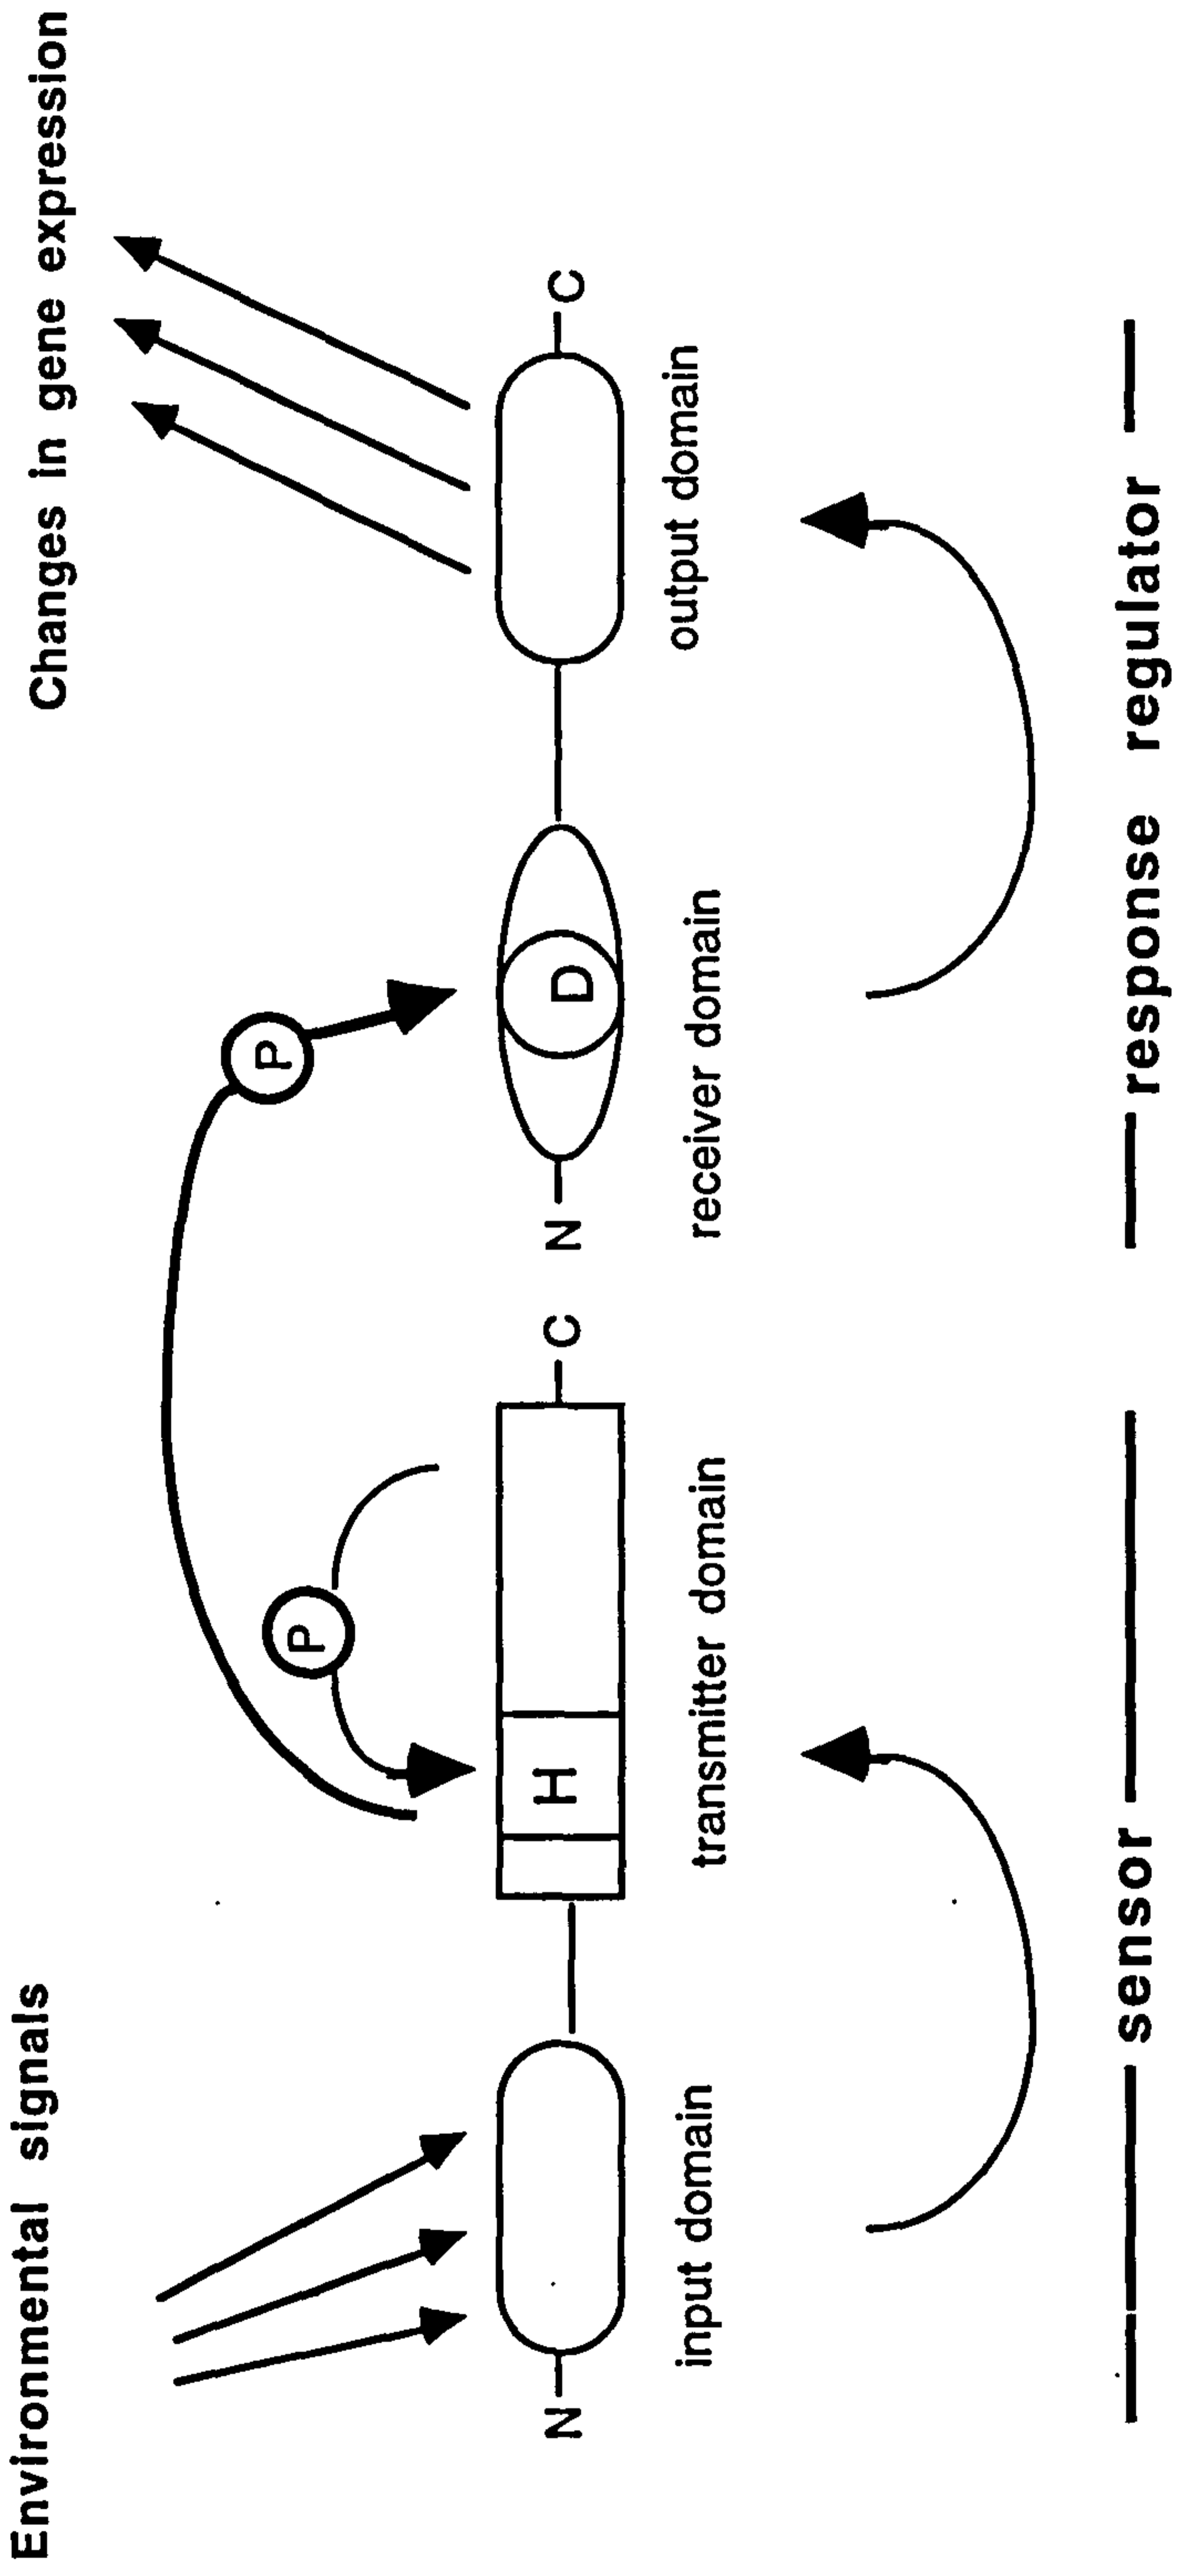 Environmental signals
Changes in gene expression
P
P
N
H
C
N
D
C
input domain
transmitter domain
receiver domain
output domain
sensor
response regulator